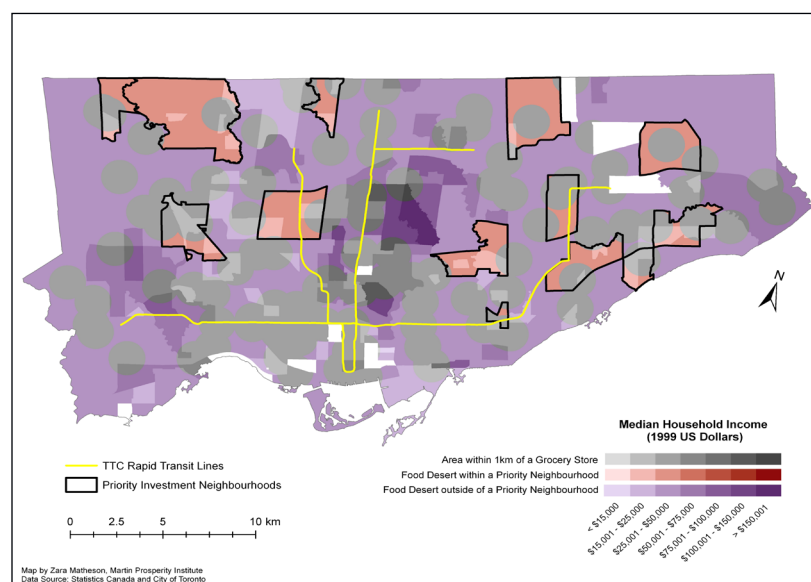 N
Median Household Income
(1999 US Dollars)
Area within 1km of a Grocery Store
Food Desert within a Priority Neighbourhood
Food Desert outside of a Priority Neighbourhood
< $15,000
$15,001 - $25,000
$25,001 - $50,000
$50,001 - $75,000
$75,001 - $100,000
$100,001 - $150,000
> $150,001
TTC Rapid Transit Lines
Priority Investment Neighbourhoods
0 2.5 5 10 km
Map by Zara Matheson, Martin Prosperity Institute
Data Source: Statistics Canada and City of Toronto